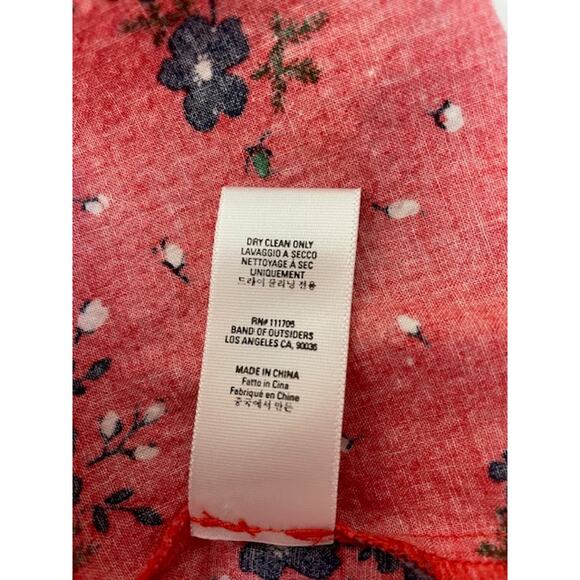 DRY CLEAN ONLY
LAVAGGIO A SECCO
NETTOYAGE À SEC
UNIQUEMENT
드라이 클리닝 전용
RN# 111706
BAND OF OUTSIDERS
LOS ANGELES CA, 90036
MADE IN CHINA
Fatto in Cina
Fabriqué en Chine
중국에서 만든